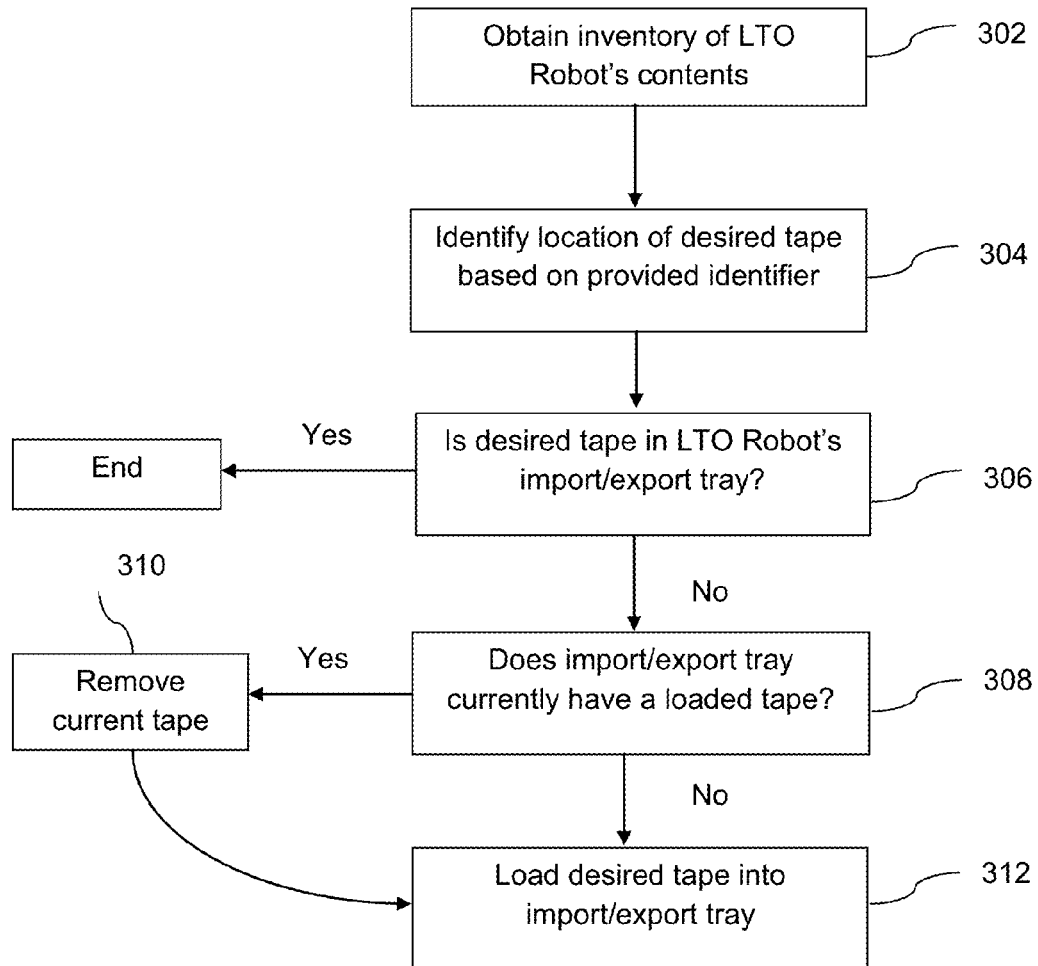 Obtain inventory of LTO
Robot's contents
302
Identify location of desired tape
based on provided identifier
304
Is desired tape in LTO Robot's
import/export tray?
306
Yes
End
No
310
Does import/export tray
currently have a loaded tape?
308
Yes
Remove
current tape
No
Load desired tape into
import/export tray
312